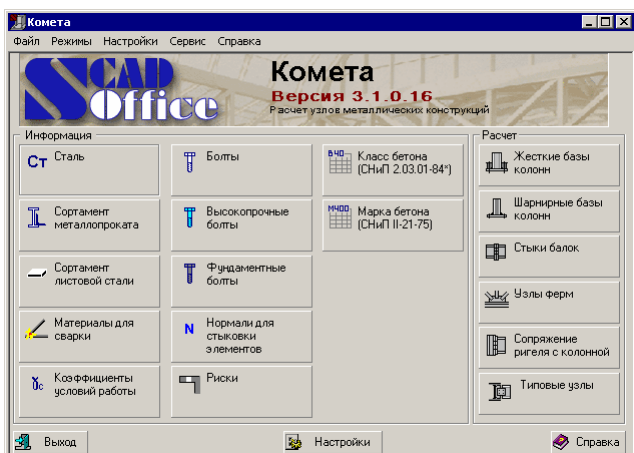 Комета
Файл Режимы Настройки Сервис Справка
SCAD
Office
Комета
Версия 3.1.0.16
Расчет узлов металлических конструкций
Информация
Ст Сталь
Сортамент
металлопроката
Сортамент
листовой стали
Материалы для
сварки
γc Коэффициенты
условий работы
Болты
Высокопрочные
болты
Фундаментные
болты
N Нормали для
стыковки
элементов
Риски
В40 Класс бетона
(СНиП 2.03.01-84*)
М400 Марка бетона
(СНиП II-21-75)
Расчет
Жесткие базы
колонн
Шарнирные базы
колонн
Стыки балок
Узлы ферм
Сопряжение
ригеля с колонной
Типовые узлы
Выход
Настройки
Справка